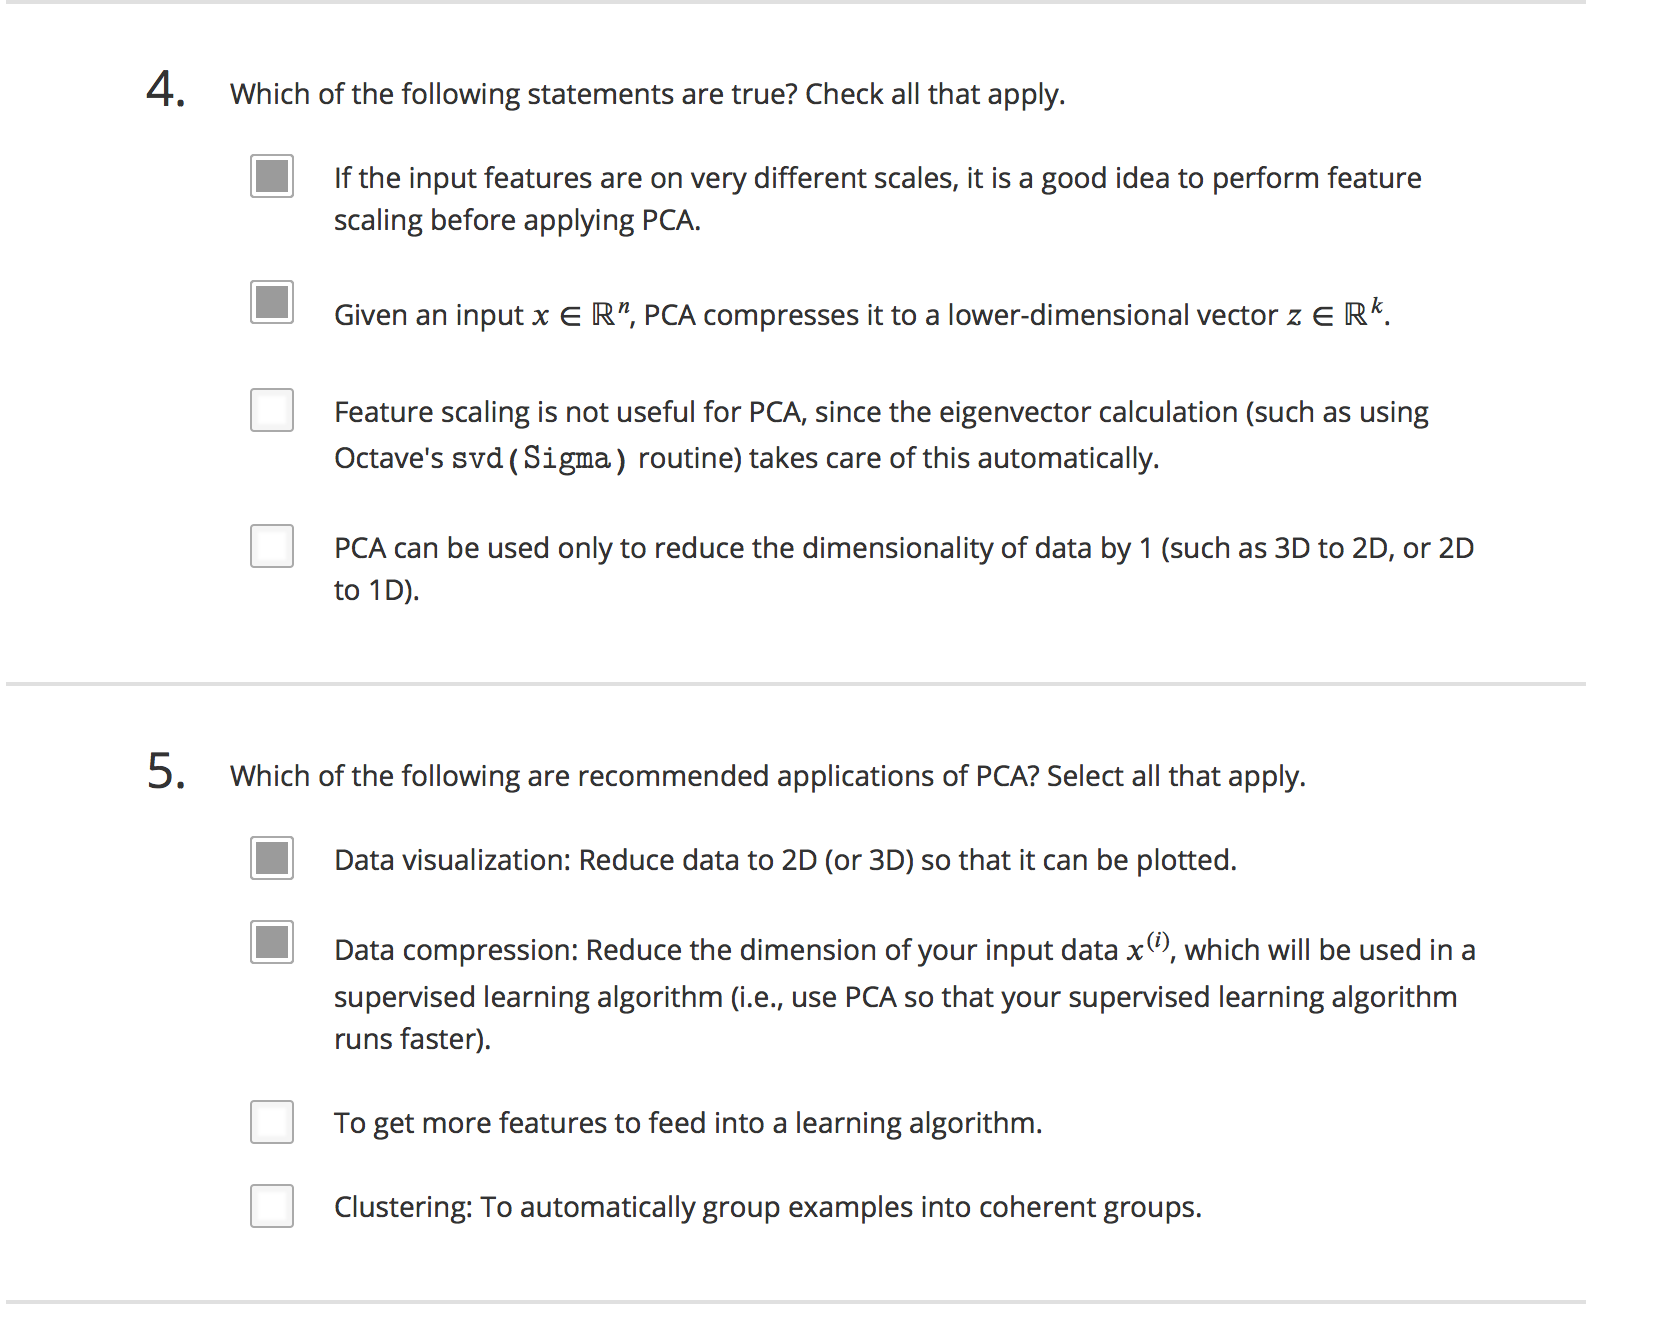 4. Which of the following statements are true? Check all that apply.
If the input features are on very different scales, it is a good idea to perform feature
scaling before applying PCA.
Given an input x ∈ ℝⁿ, PCA compresses it to a lower-dimensional vector z ∈ ℝᵏ.
Feature scaling is not useful for PCA, since the eigenvector calculation (such as using
Octave's svd(Sigma) routine) takes care of this automatically.
PCA can be used only to reduce the dimensionality of data by 1 (such as 3D to 2D, or 2D
to 1D).
5. Which of the following are recommended applications of PCA? Select all that apply.
Data visualization: Reduce data to 2D (or 3D) so that it can be plotted.
Data compression: Reduce the dimension of your input data x⁽ⁱ⁾, which will be used in a
supervised learning algorithm (i.e., use PCA so that your supervised learning algorithm
runs faster).
To get more features to feed into a learning algorithm.
Clustering: To automatically group examples into coherent groups.